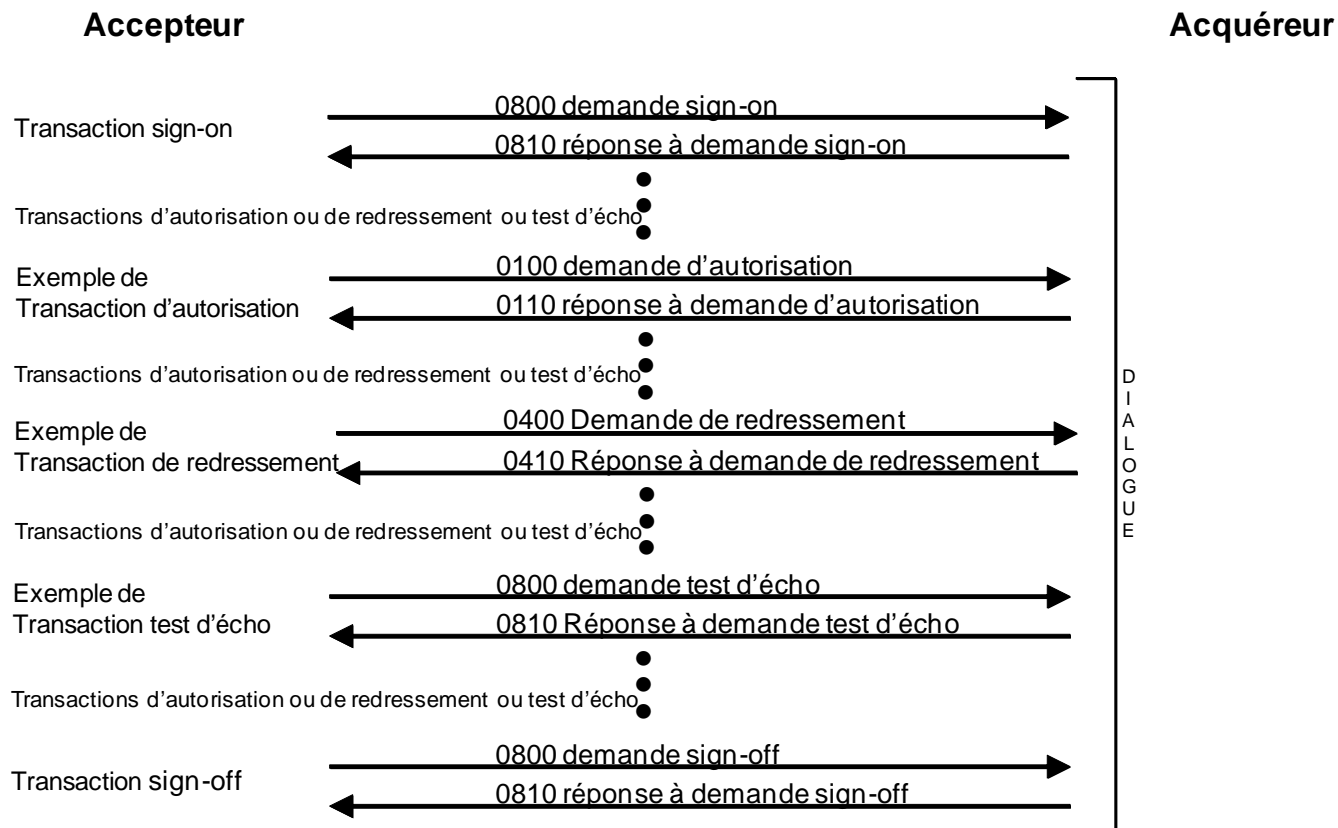 Accepteur
Acquéreur
0800 demande sign-on
Transaction sign-on
0810 réponse à demande sign-on
Transactions d'autorisation ou de redressement ou test d'écho
0100 demande d'autorisation
Exemple de
Transaction d'autorisation
0110 réponse à demande d'autorisation
Transactions d'autorisation ou de redressement ou test d'écho
DIALOGUE
0400 Demande de redressement
Exemple de
Transaction de redressement
0410 Réponse à demande de redressement
Transactions d'autorisation ou de redressement ou test d'écho
0800 demande test d'écho
Exemple de
Transaction test d'écho
0810 Réponse à demande test d'écho
Transactions d'autorisation ou de redressement ou test d'écho
0800 demande sign-off
Transaction sign-off
0810 réponse à demande sign-off